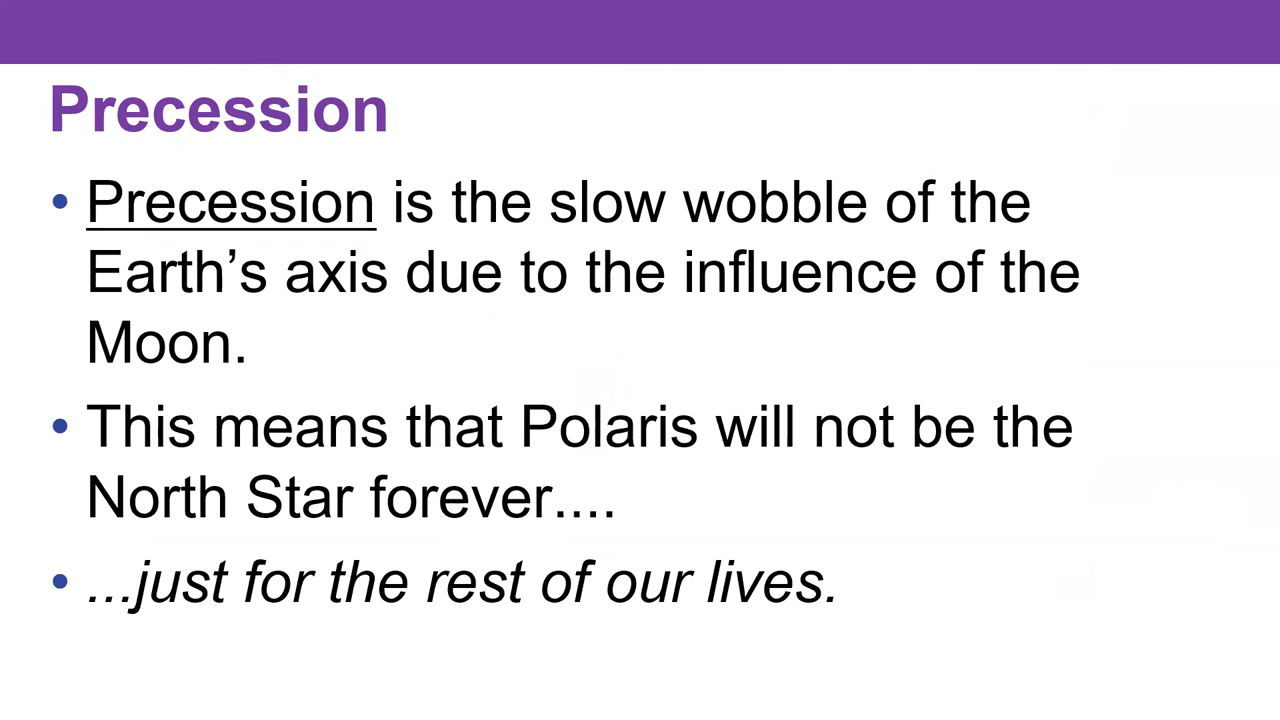 Precession
• Precession is the slow wobble of the
Earth’s axis due to the influence of the
Moon.
• This means that Polaris will not be the
North Star forever....
• ...just for the rest of our lives.